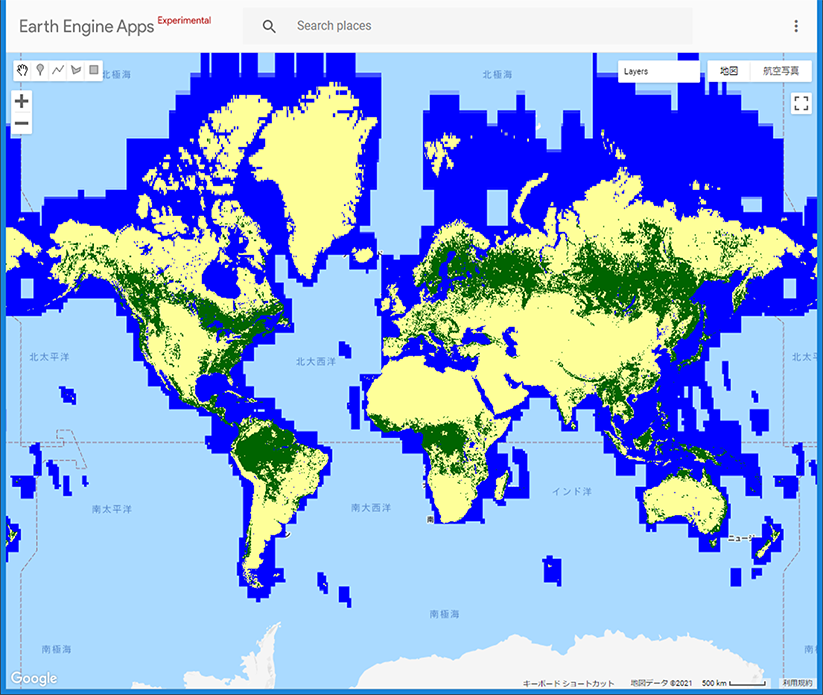 Earth Engine Apps Experimental
Search places
北極海
北極海
Layers
地図
航空写真
北太平洋
北大西洋
北太平
南太平洋
南大西洋
インド洋
南
ニュージ
南極海
南極海
南
Google
キーボード ショートカット
地図データ ©2021
500 km
利用規約